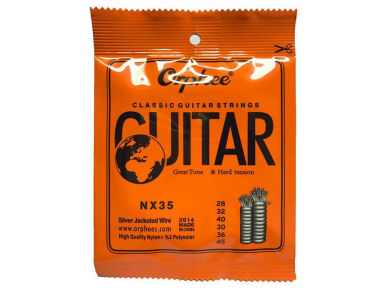 Orphee
CLASSIC GUITAR STRINGS
GUITAR
Great Tone & Hard tension
NX35
Silver Jacketed Wire
www.orphees.com
High Quality Nylon+ %3 Polyester
2014
MADE
IN CHINA
28
32
40
30
36
45